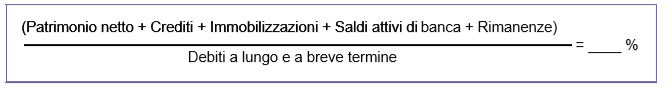 (Patrimonio netto + Crediti + Immobilizzazioni + Saldi attivi di banca + Rimanenze)
= ____ %
Debiti a lungo e a breve termine